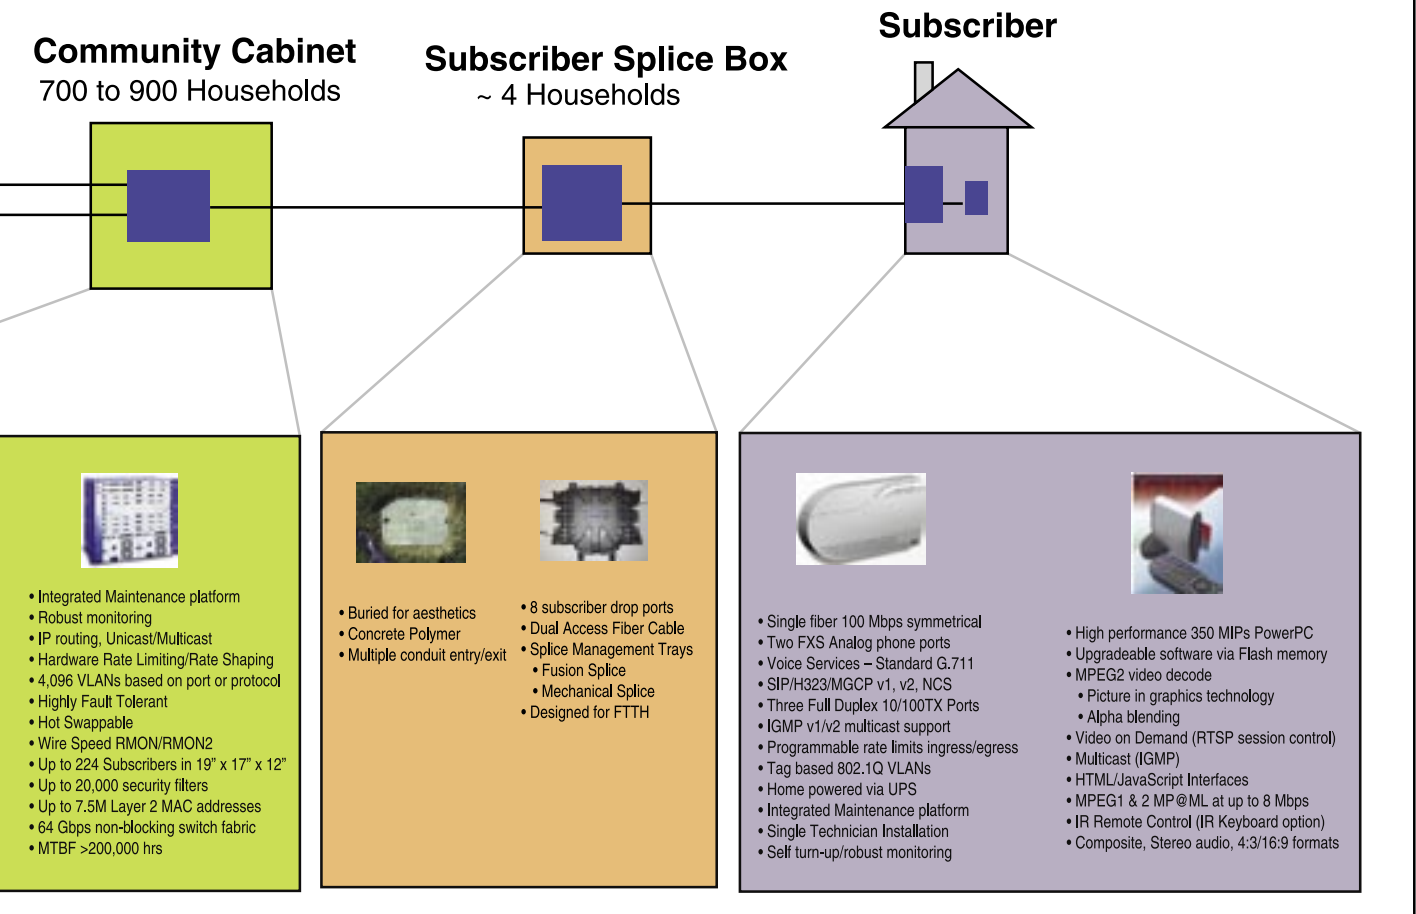 Community Cabinet
700 to 900 Households
Subscriber Splice Box
~ 4 Households
Subscriber
• Integrated Maintenance platform
• Robust monitoring
• IP routing, Unicast/Multicast
• Hardware Rate Limiting/Rate Shaping
• 4,096 VLANs based on port or protocol
• Highly Fault Tolerant
• Hot Swappable
• Wire Speed RMON/RMON2
• Up to 224 Subscribers in 19” x 17” x 12”
• Up to 20,000 security filters
• Up to 7.5M Layer 2 MAC addresses
• 64 Gbps non-blocking switch fabric
• MTBF >200,000 hrs
• Buried for aesthetics
• Concrete Polymer
• Multiple conduit entry/exit
• 8 subscriber drop ports
• Dual Access Fiber Cable
• Splice Management Trays
• Fusion Splice
• Mechanical Splice
• Designed for FTTH
• Single fiber 100 Mbps symmetrical
• Two FXS Analog phone ports
• Voice Services – Standard G.711
• SIP/H323/MGCP v1, v2, NCS
• Three Full Duplex 10/100TX Ports
• IGMP v1/v2 multicast support
• Programmable rate limits ingress/egress
• Tag based 802.1Q VLANs
• Home powered via UPS
• Integrated Maintenance platform
• Single Technician Installation
• Self turn-up/robust monitoring
• High performance 350 MIPs PowerPC
• Upgradeable software via Flash memory
• MPEG2 video decode
• Picture in graphics technology
• Alpha blending
• Video on Demand (RTSP session control)
• Multicast (IGMP)
• HTML/JavaScript Interfaces
• MPEG1 & 2 MP@ML at up to 8 Mbps
• IR Remote Control (IR Keyboard option)
• Composite, Stereo audio, 4:3/16:9 formats